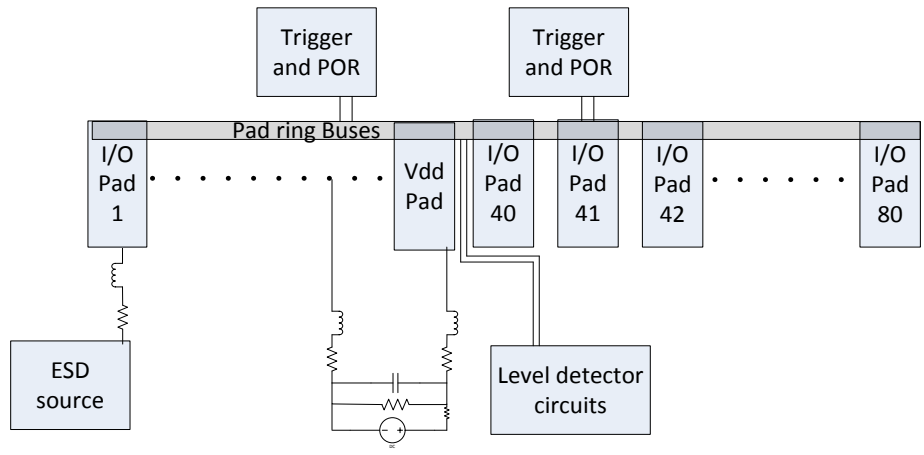 Trigger
and POR
Trigger
and POR
Pad ring Buses
I/O
Pad
1
Vdd
Pad
I/O
Pad
40
I/O
Pad
41
I/O
Pad
42
I/O
Pad
80
ESD
source
Level detector
circuits